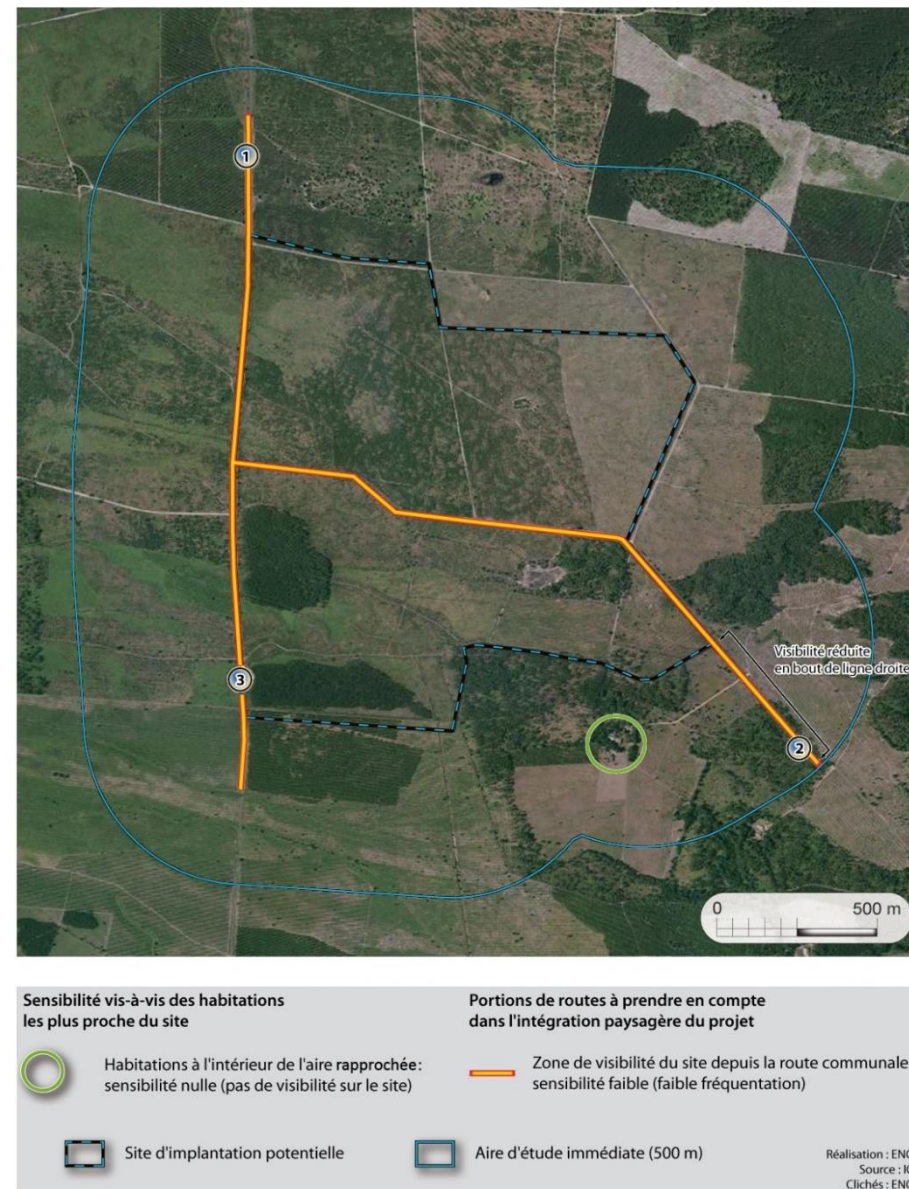 1
3
2
Visibilité réduite
en bout de ligne droite
0 500 m
Sensibilité vis-à-vis des habitations
les plus proche du site
Habitations à l'intérieur de l'aire rapprochée:
sensibilité nulle (pas de visibilité sur le site)
Portions de routes à prendre en compte
dans l'intégration paysagère du projet
Zone de visibilité du site depuis la route communale
sensibilité faible (faible fréquentation)
Site d'implantation potentielle
Aire d'étude immédiate (500 m)
Réalisation :
Source :
Clichés :